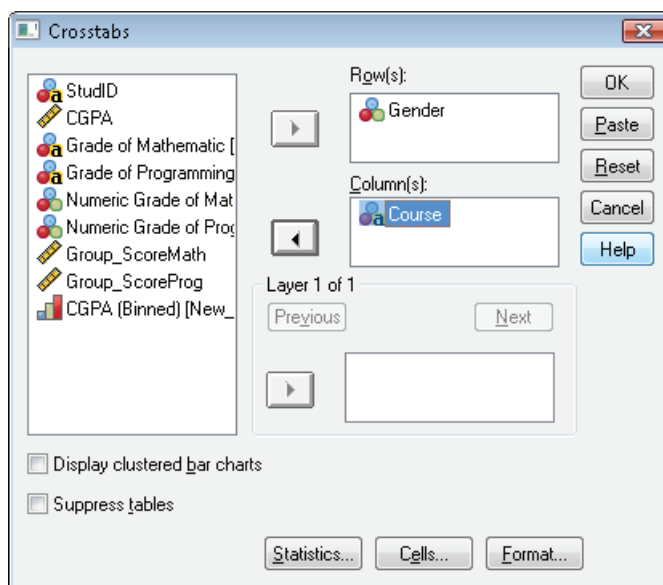 Crosstabs
StudID
CGPA
Grade of Mathematic [
Grade of Programming
Numeric Grade of Mat
Numeric Grade of Prog
Group_ScoreMath
Group_ScoreProg
CGPA (Binned) [New_
Row(s):
Gender
Column(s):
Course
Layer 1 of 1
Previous
Next
OK
Paste
Reset
Cancel
Help
Display clustered bar charts
Suppress tables
Statistics...
Cells...
Format...